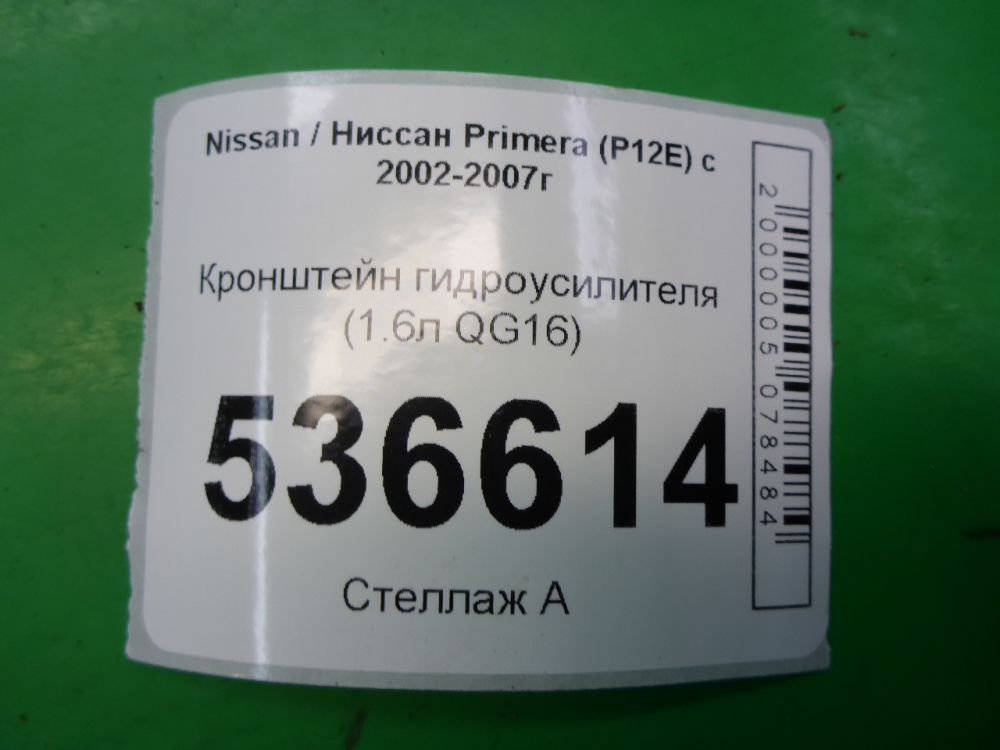 Nissan / Ниссан Primera (P12E) с
2002-2007г
Кронштейн гидроусилителя
(1.6л QG16)
536614
Стеллаж А
2000005078484